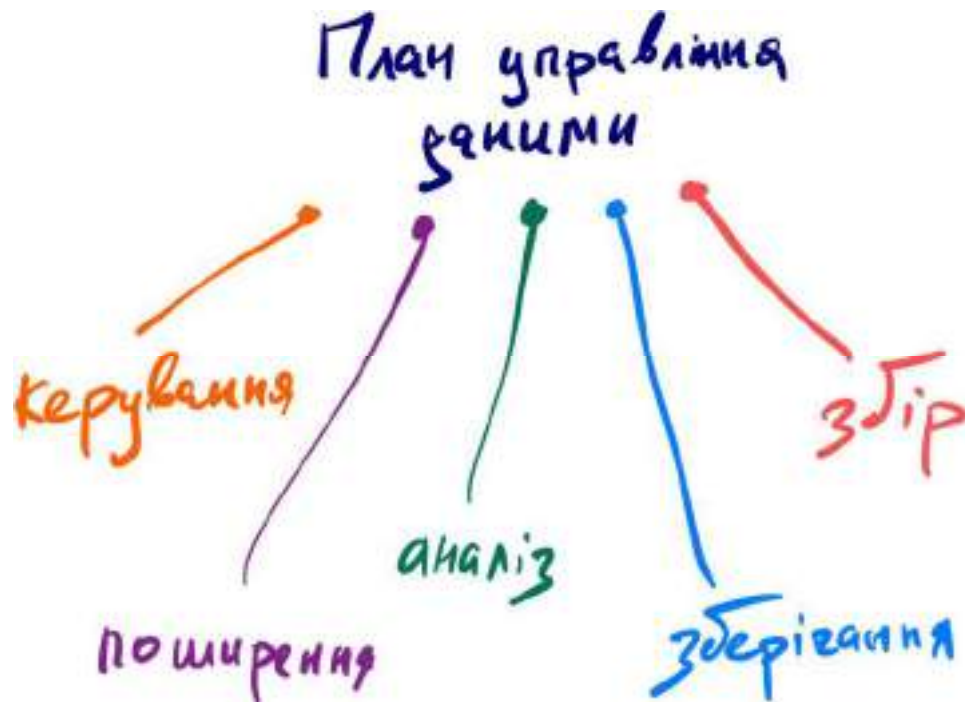 План управління
даними
керування
збір
аналіз
поширення
зберігання